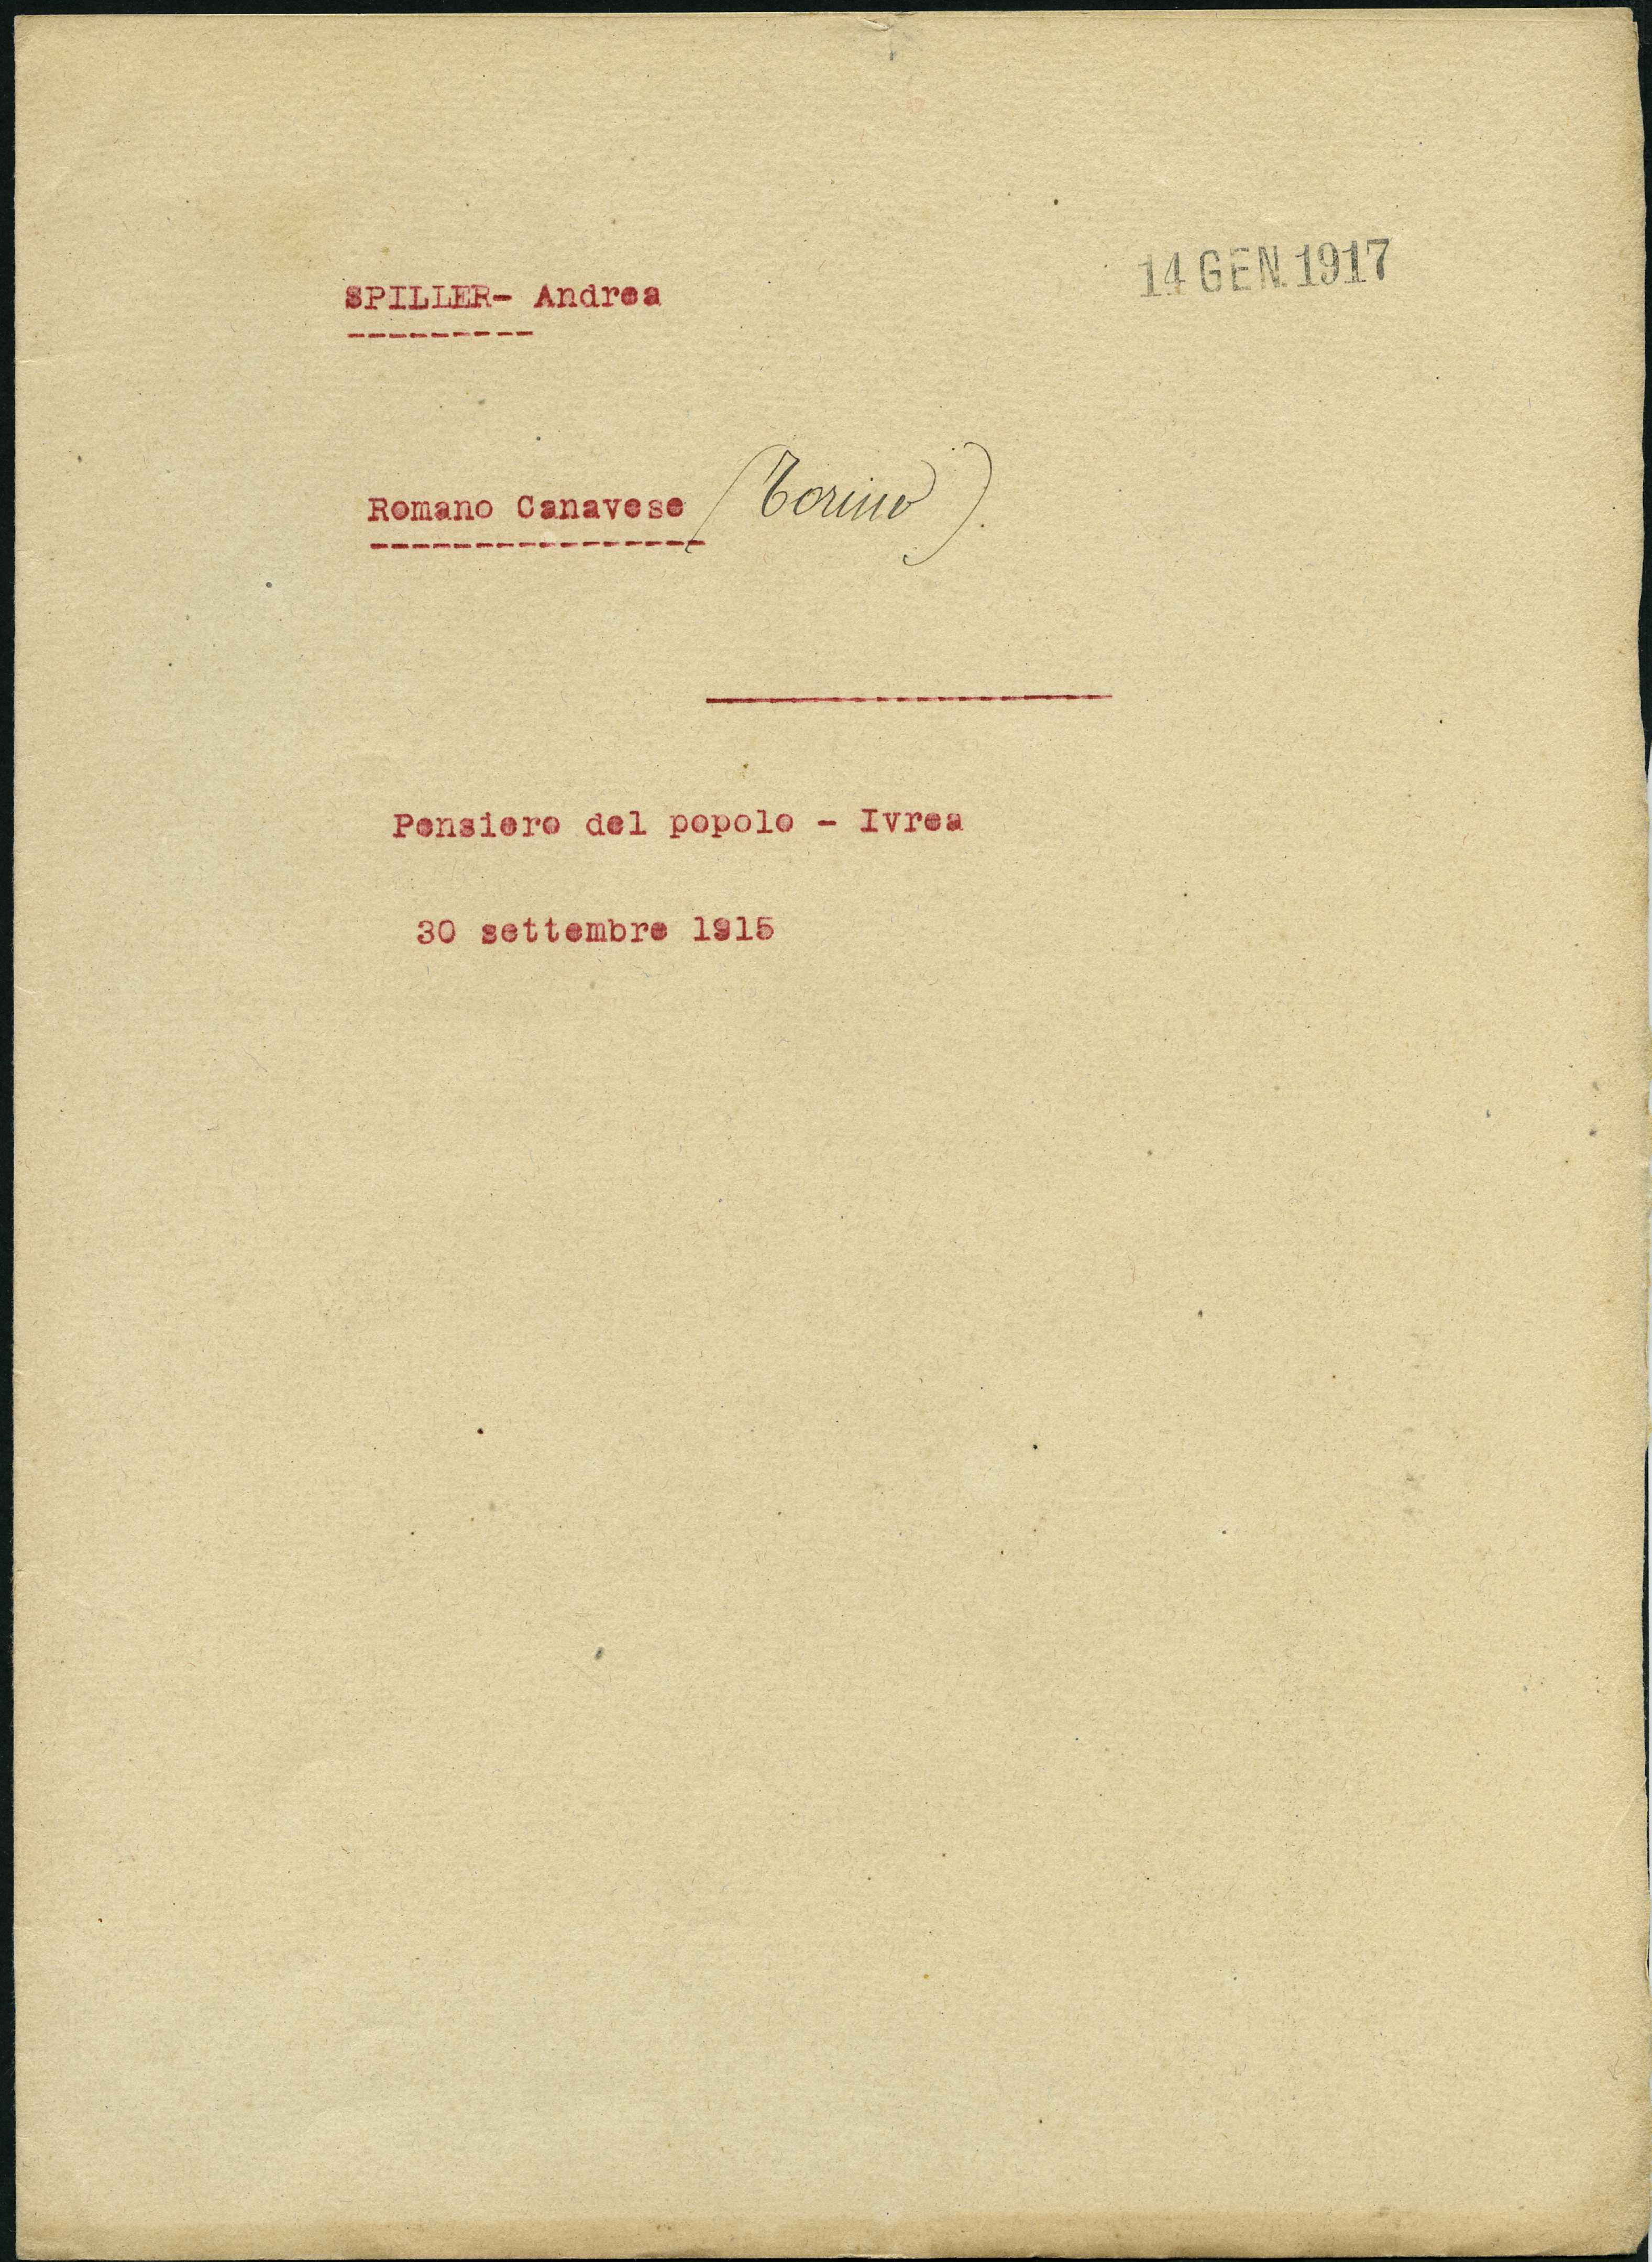 14 GEN. 1917
SPILLER- Andrea
Romano Canavese (Torino).
Pensiero del popolo - Ivrea
30 settembre 1915